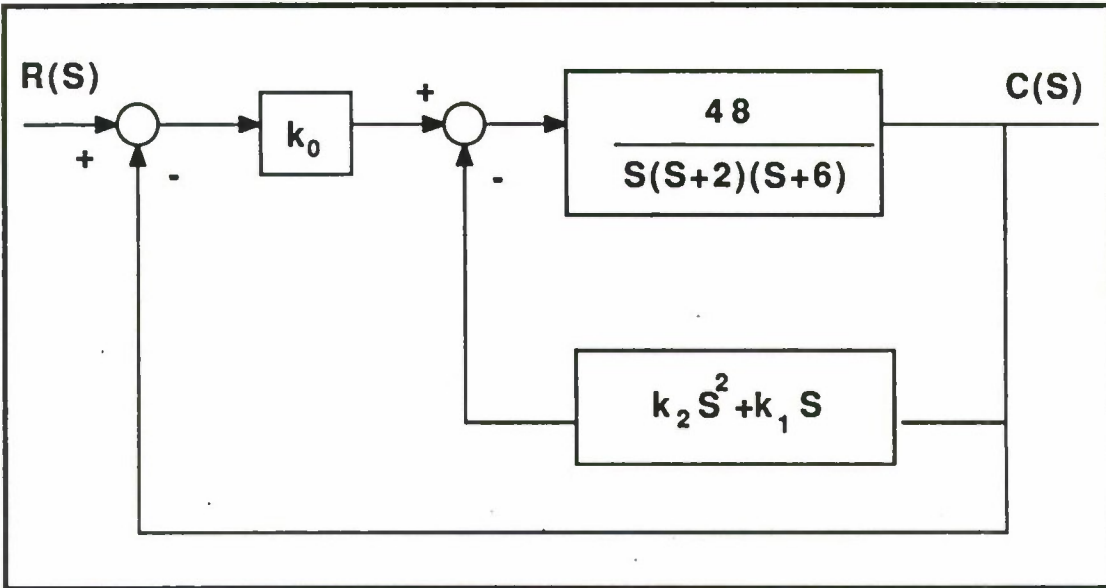 R(S)
+
-
k₀
+
-
48
S(S+2)(S+6)
C(S)
k₂S²+k₁S